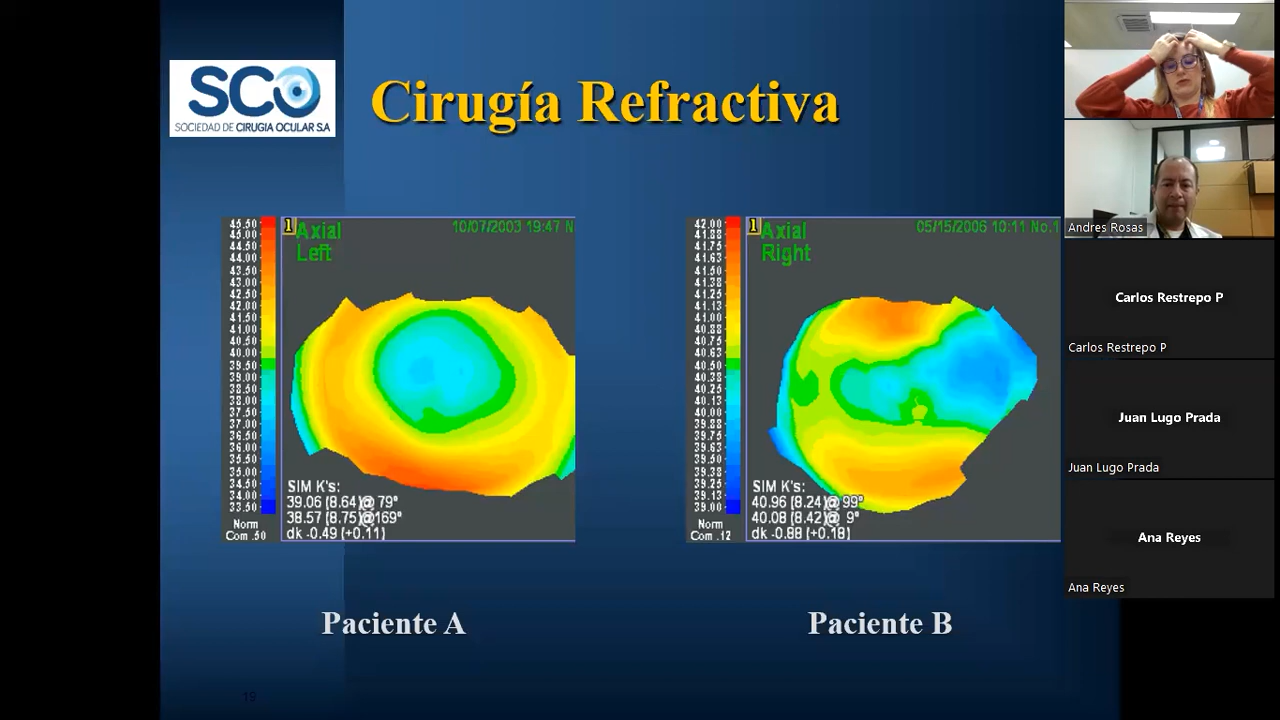 SCO
SOCIEDAD DE CIRUGIA OCULAR S.A
Cirugía Refractiva
45.50
45.00
44.50
44.00
43.50
43.00
42.50
42.00
41.50
41.00
40.50
40.00
39.50
39.00
38.50
38.00
37.50
37.00
36.50
36.00
35.50
35.00
34.50
34.00
33.50
Norm
Com .50
1 Axial
Left
10/07/2003 19:47 N
SIM K's:
39.06 (8.64)@ 79°
38.57 (8.75)@169°
dk -0.49 (+0.11)
42.00
41.88
41.75
41.63
41.50
41.38
41.25
41.13
41.00
40.88
40.75
40.63
40.50
40.38
40.25
40.13
40.00
39.88
39.75
39.63
39.50
39.38
39.25
39.13
39.00
Norm
Com .12
1 Axial
Right
05/15/2006 10:11 No.1
SIM K's:
40.96 (8.24)@ 99°
40.08 (8.42)@ 9°
dk -0.88 (+0.18)
Paciente A
Paciente B
19
Andres Rosas
Carlos Restrepo P
Carlos Restrepo P
Juan Lugo Prada
Juan Lugo Prada
Ana Reyes
Ana Reyes